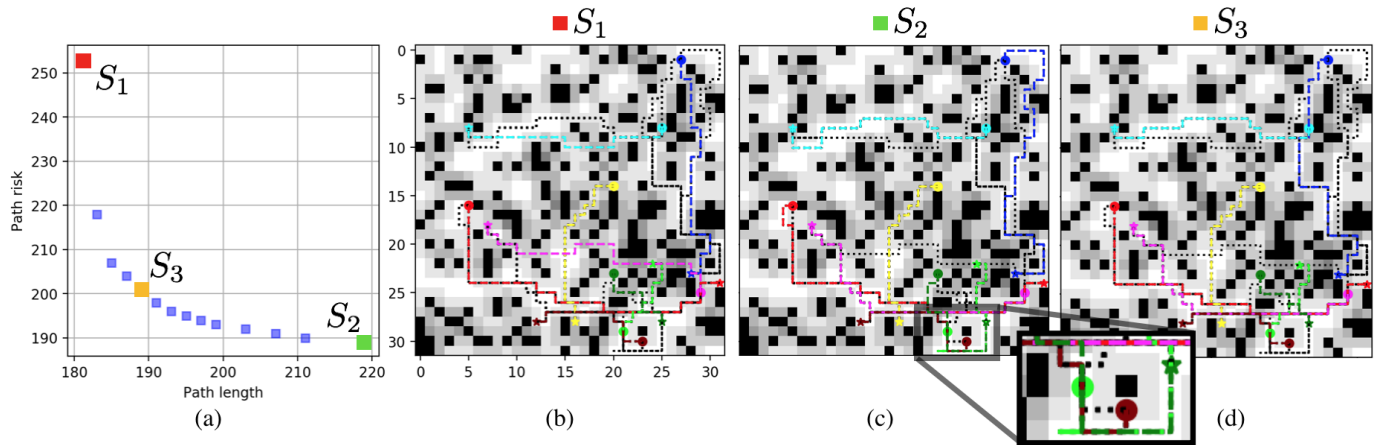 S₁
S₂
S₃
250
240
230
220
210
200
190
S₁
S₃
S₂
180 190 200 210 220
Path risk
Path length
0
5
10
15
20
25
30
0 5 10 15 20 25 30
(a) (b) (c) (d)